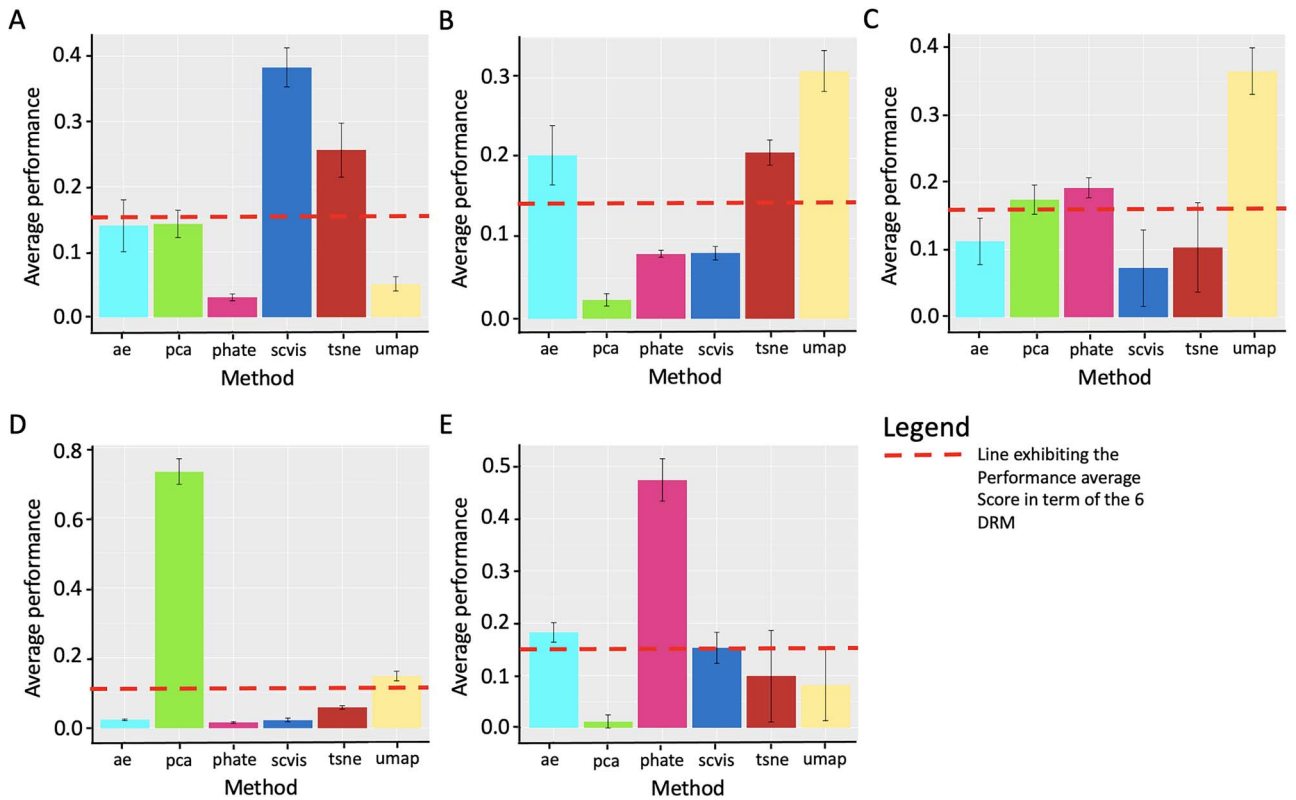 A
0.4
0.3
0.2
0.1
0.0
Average performance
ae pca phate scvis tsne umap
Method
B
0.3
0.2
0.1
0.0
Average performance
ae pca phate scvis tsne umap
Method
C
0.4
0.3
0.2
0.1
0.0
Average performance
ae pca phate scvis tsne umap
Method
D
0.8
0.6
0.4
0.2
0.0
Average performance
ae pca phate scvis tsne umap
Method
E
0.5
0.4
0.3
0.2
0.1
0.0
Average performance
ae pca phate scvis tsne umap
Method
Legend
Line exhibiting the
Performance average
Score in term of the 6
DRM